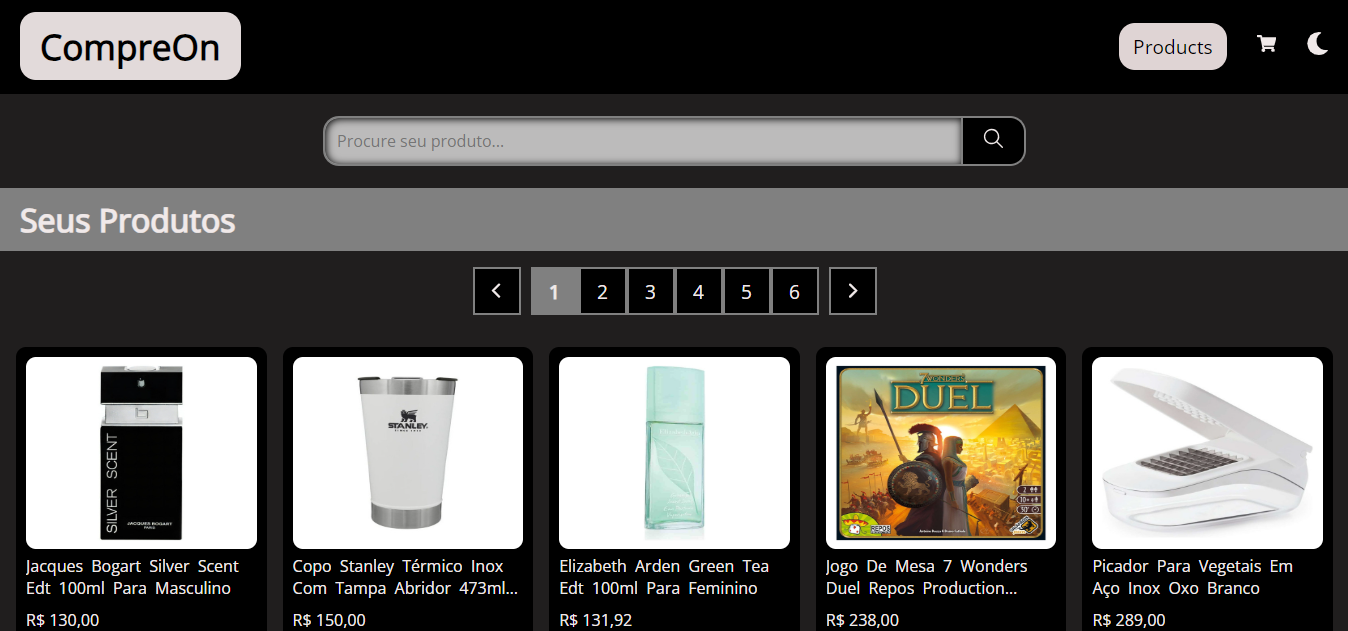 CompreOn
Products
Procure seu produto...
Seus Produtos
1 2 3 4 5 6
SILVER SCENT
JACQUES BOGART
PARIS
STANLEY
7 WONDERS
DUEL
REPOS
Jacques Bogart Silver Scent
Edt 100ml Para Masculino
R$ 130,00
Copo Stanley Térmico Inox
Com Tampa Abridor 473ml...
R$ 150,00
Elizabeth Arden Green Tea
Edt 100ml Para Feminino
R$ 131,92
Jogo De Mesa 7 Wonders
Duel Repos Production...
R$ 238,00
Picador Para Vegetais Em
Aço Inox Oxo Branco
R$ 289,00